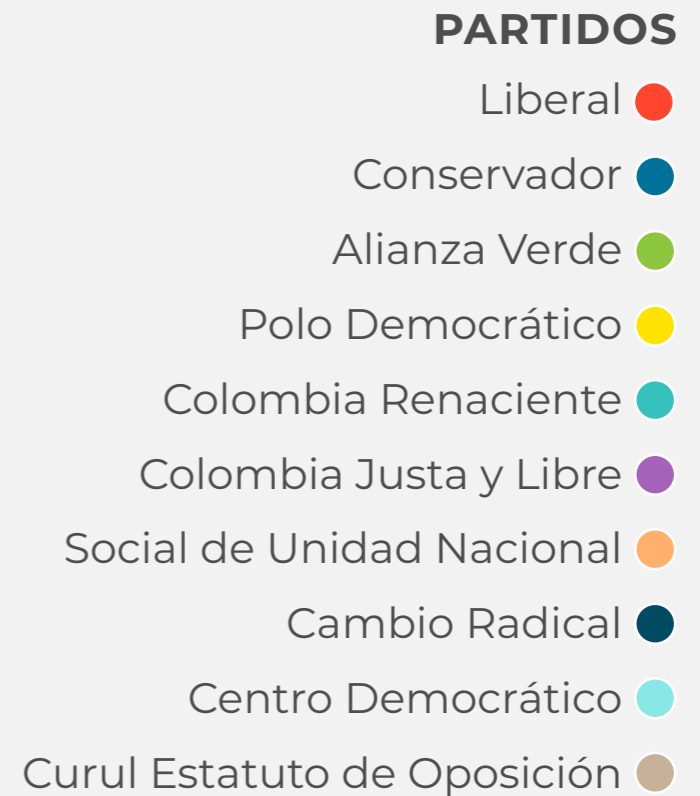 PARTIDOS
Liberal
Conservador
Alianza Verde
Polo Democrático
Colombia Renaciente
Colombia Justa y Libre
Social de Unidad Nacional
Cambio Radical
Centro Democrático
Curul Estatuto de Oposición